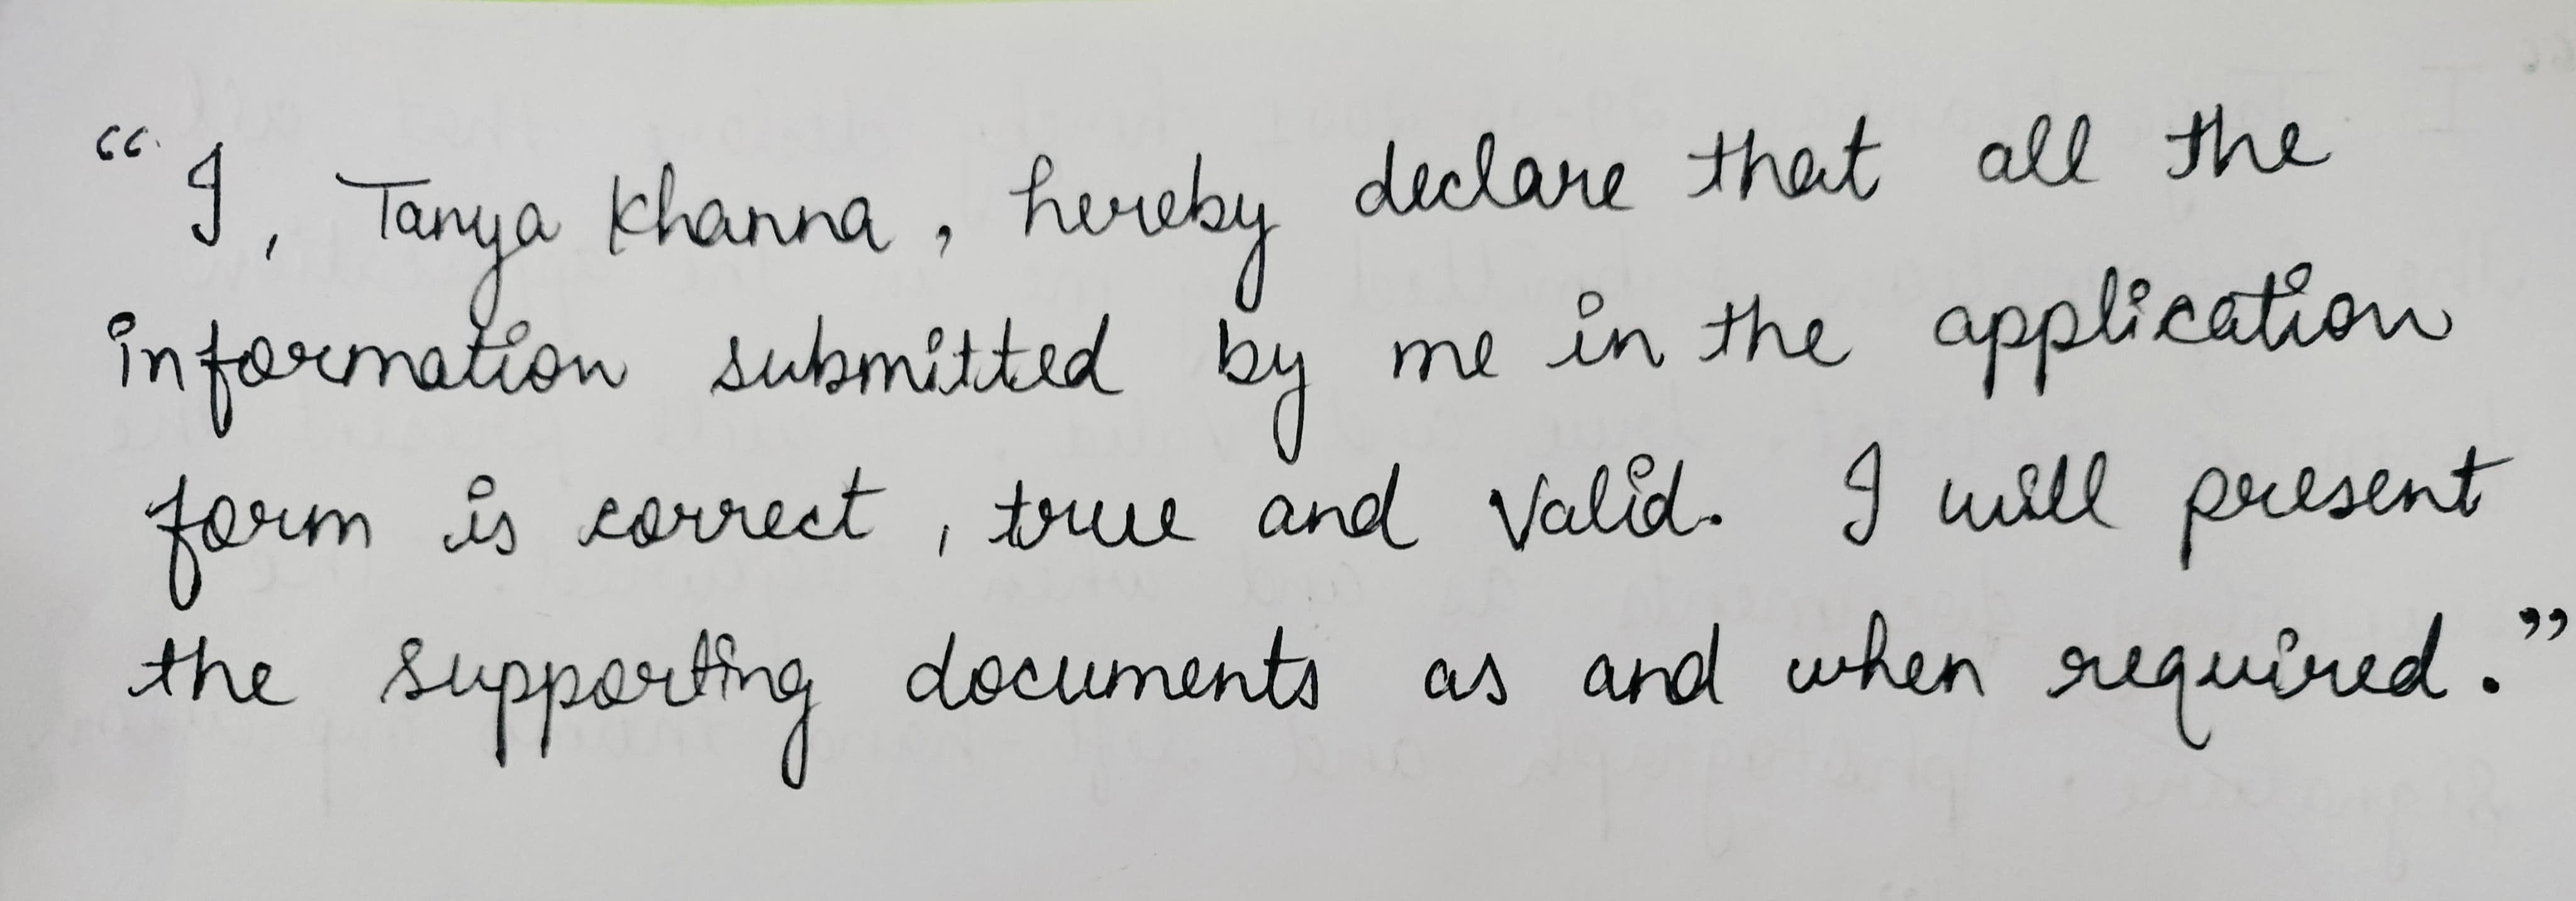 “I, Tanya Khanna, hereby declare that all the
information submitted by me in the application
form is correct, true and valid. I will present
the supporting documents as and when required.”